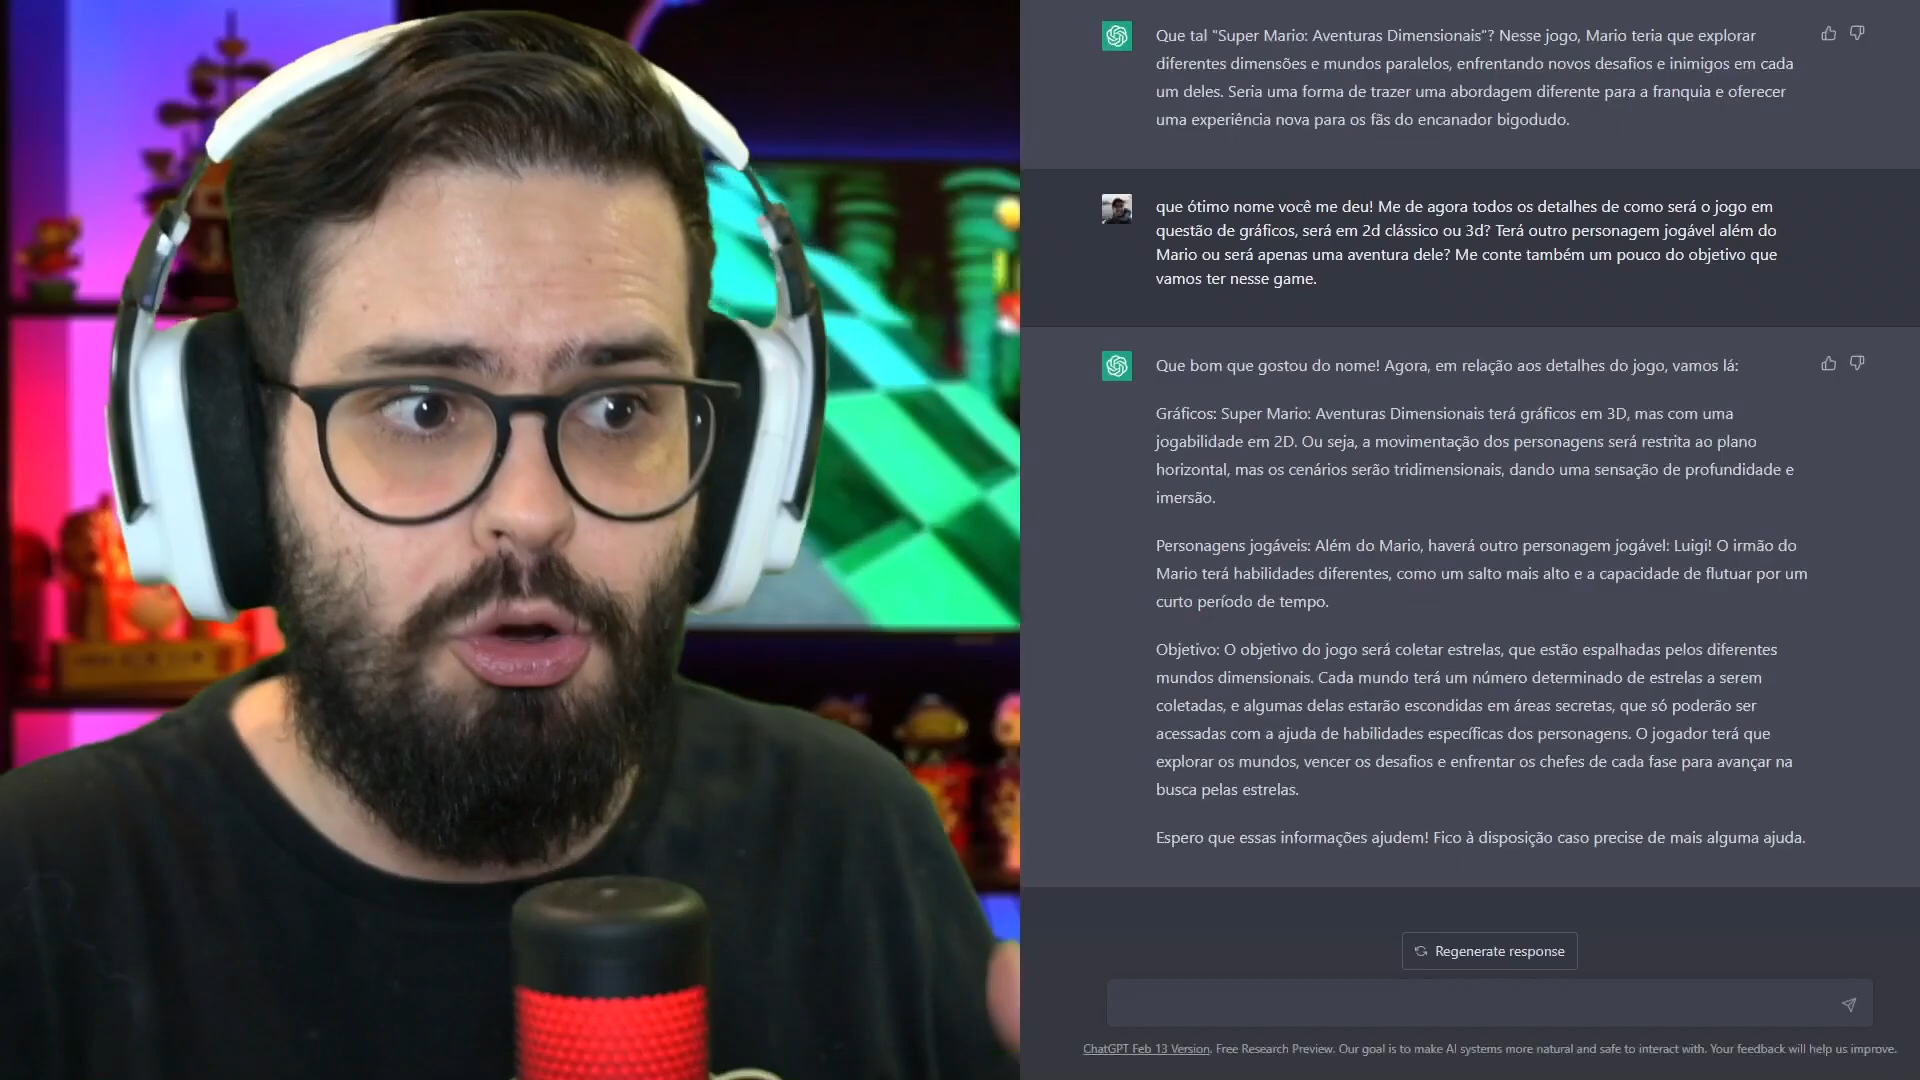 Que tal "Super Mario: Aventuras Dimensionais"? Nesse jogo, Mario teria que explorar
diferentes dimensões e mundos paralelos, enfrentando novos desafios e inimigos em cada
um deles. Seria uma forma de trazer uma abordagem diferente para a franquia e oferecer
uma experiência nova para os fãs do encanador bigodudo.
que ótimo nome você me deu! Me de agora todos os detalhes de como será o jogo em
questão de gráficos, será em 2d clássico ou 3d? Terá outro personagem jogável além do
Mario ou será apenas uma aventura dele? Me conte também um pouco do objetivo que
vamos ter nesse game.
Que bom que gostou do nome! Agora, em relação aos detalhes do jogo, vamos lá:
Gráficos: Super Mario: Aventuras Dimensionais terá gráficos em 3D, mas com uma
jogabilidade em 2D. Ou seja, a movimentação dos personagens será restrita ao plano
horizontal, mas os cenários serão tridimensionais, dando uma sensação de profundidade e
imersão.
Personagens jogáveis: Além do Mario, haverá outro personagem jogável: Luigi! O irmão do
Mario terá habilidades diferentes, como um salto mais alto e a capacidade de flutuar por um
curto período de tempo.
Objetivo: O objetivo do jogo será coletar estrelas, que estão espalhadas pelos diferentes
mundos dimensionais. Cada mundo terá um número determinado de estrelas a serem
coletadas, e algumas delas estarão escondidas em áreas secretas, que só poderão ser
acessadas com a ajuda de habilidades específicas dos personagens. O jogador terá que
explorar os mundos, vencer os desafios e enfrentar os chefes de cada fase para avançar na
busca pelas estrelas.
Espero que essas informações ajudem! Fico à disposição caso precise de mais alguma ajuda.
Regenerate response
ChatGPT Feb 13 Version. Free Research Preview. Our goal is to make AI systems more natural and safe to interact with. Your feedback will help us improve.